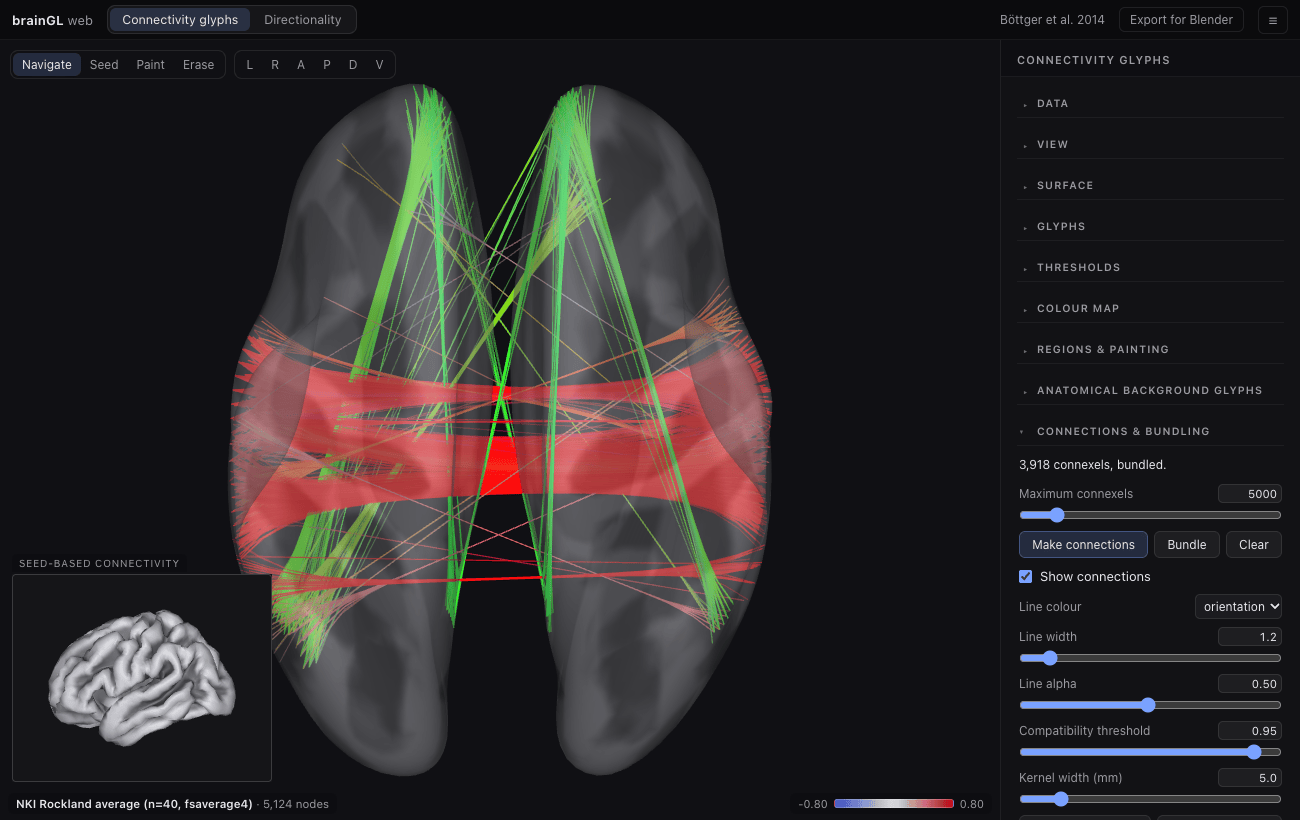 brainGL web
Connectivity glyphs
Directionality
Böttger et al. 2014
Export for Blender
≡
Navigate
Seed
Paint
Erase
L R A P D V
CONNECTIVITY GLYPHS
DATA
VIEW
SURFACE
GLYPHS
THRESHOLDS
COLOUR MAP
REGIONS & PAINTING
ANATOMICAL BACKGROUND GLYPHS
CONNECTIONS & BUNDLING
3,918 connexels, bundled.
Maximum connexels 5000
Make connections
Bundle
Clear
Show connections
Line colour orientation
Line width 1.2
Line alpha 0.50
Compatibility threshold 0.95
Kernel width (mm) 5.0
SEED-BASED CONNECTIVITY
NKI Rockland average (n=40, fsaverage4) · 5,124 nodes
-0.80 0.80